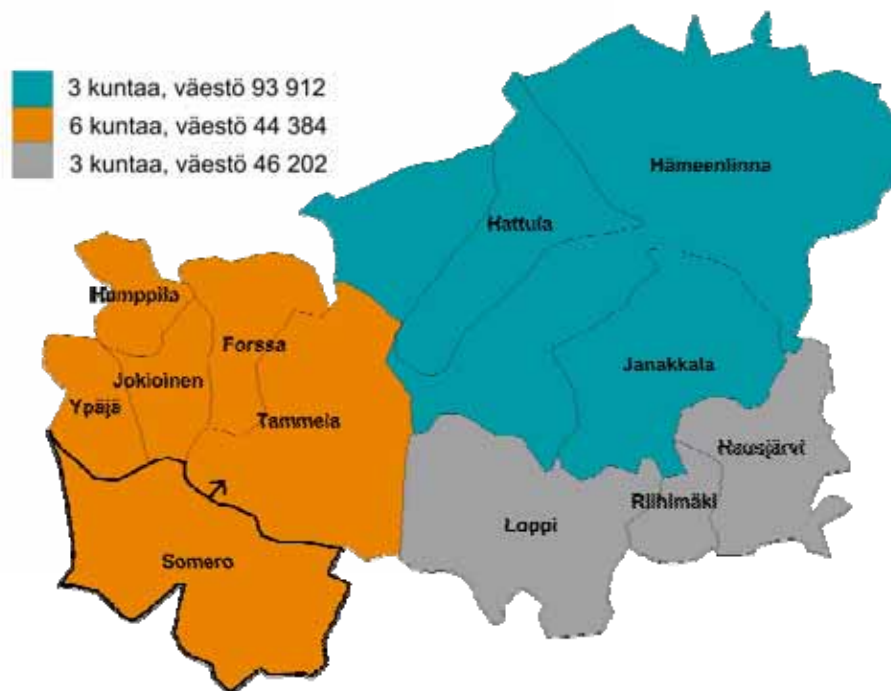 3 kuntaa, väestö 93 912
6 kuntaa, väestö 44 384
3 kuntaa, väestö 46 202
Hämeenlinna
Hattula
Humppila
Forssa
Janakkala
Jokioinen
Ypäjä
Tammela
Hausjärvi
Riihimäki
Loppi
Somero